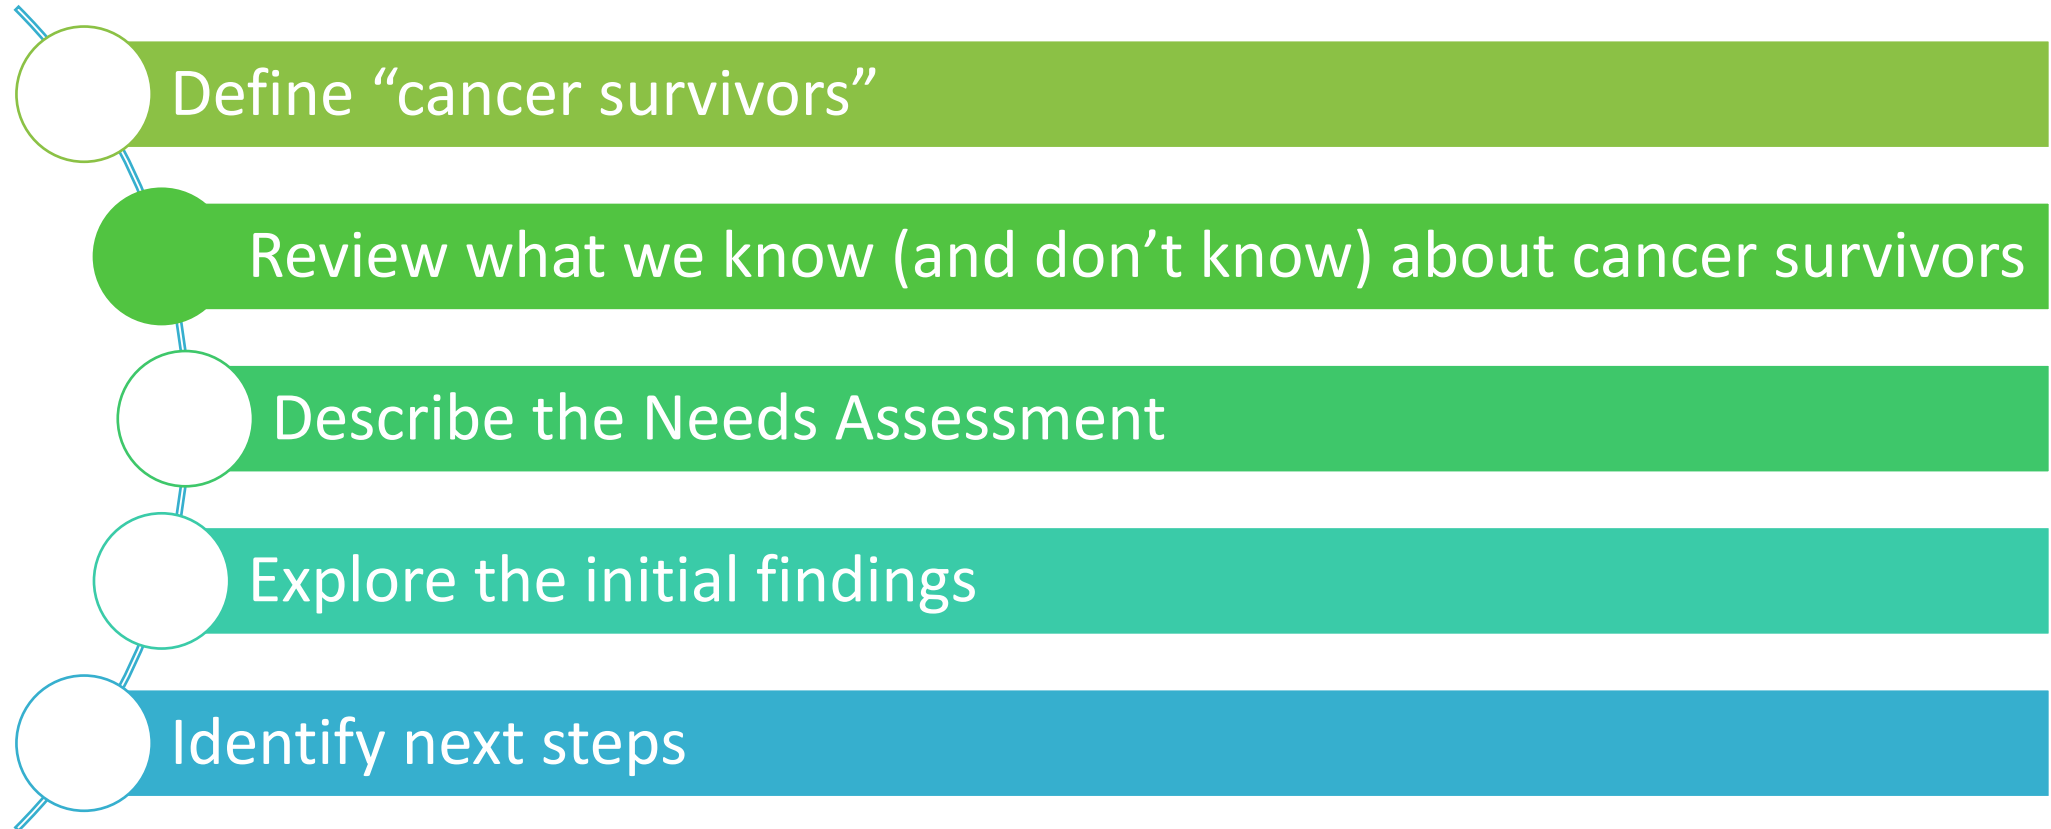 Define “cancer survivors”
Review what we know (and don’t know) about cancer survivors
Describe the Needs Assessment
Explore the initial findings
Identify next steps